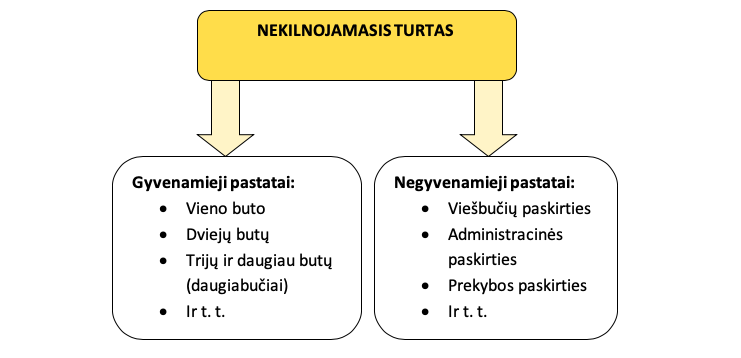 NEKILNOJAMASIS TURTAS
Gyvenamieji pastatai:
• Vieno buto
• Dviejų butų
• Trijų ir daugiau butų
(daugiabučiai)
• Ir t. t.
Negyvenamieji pastatai:
• Viešbučių paskirties
• Administracinės
paskirties
• Prekybos paskirties
• Ir t. t.